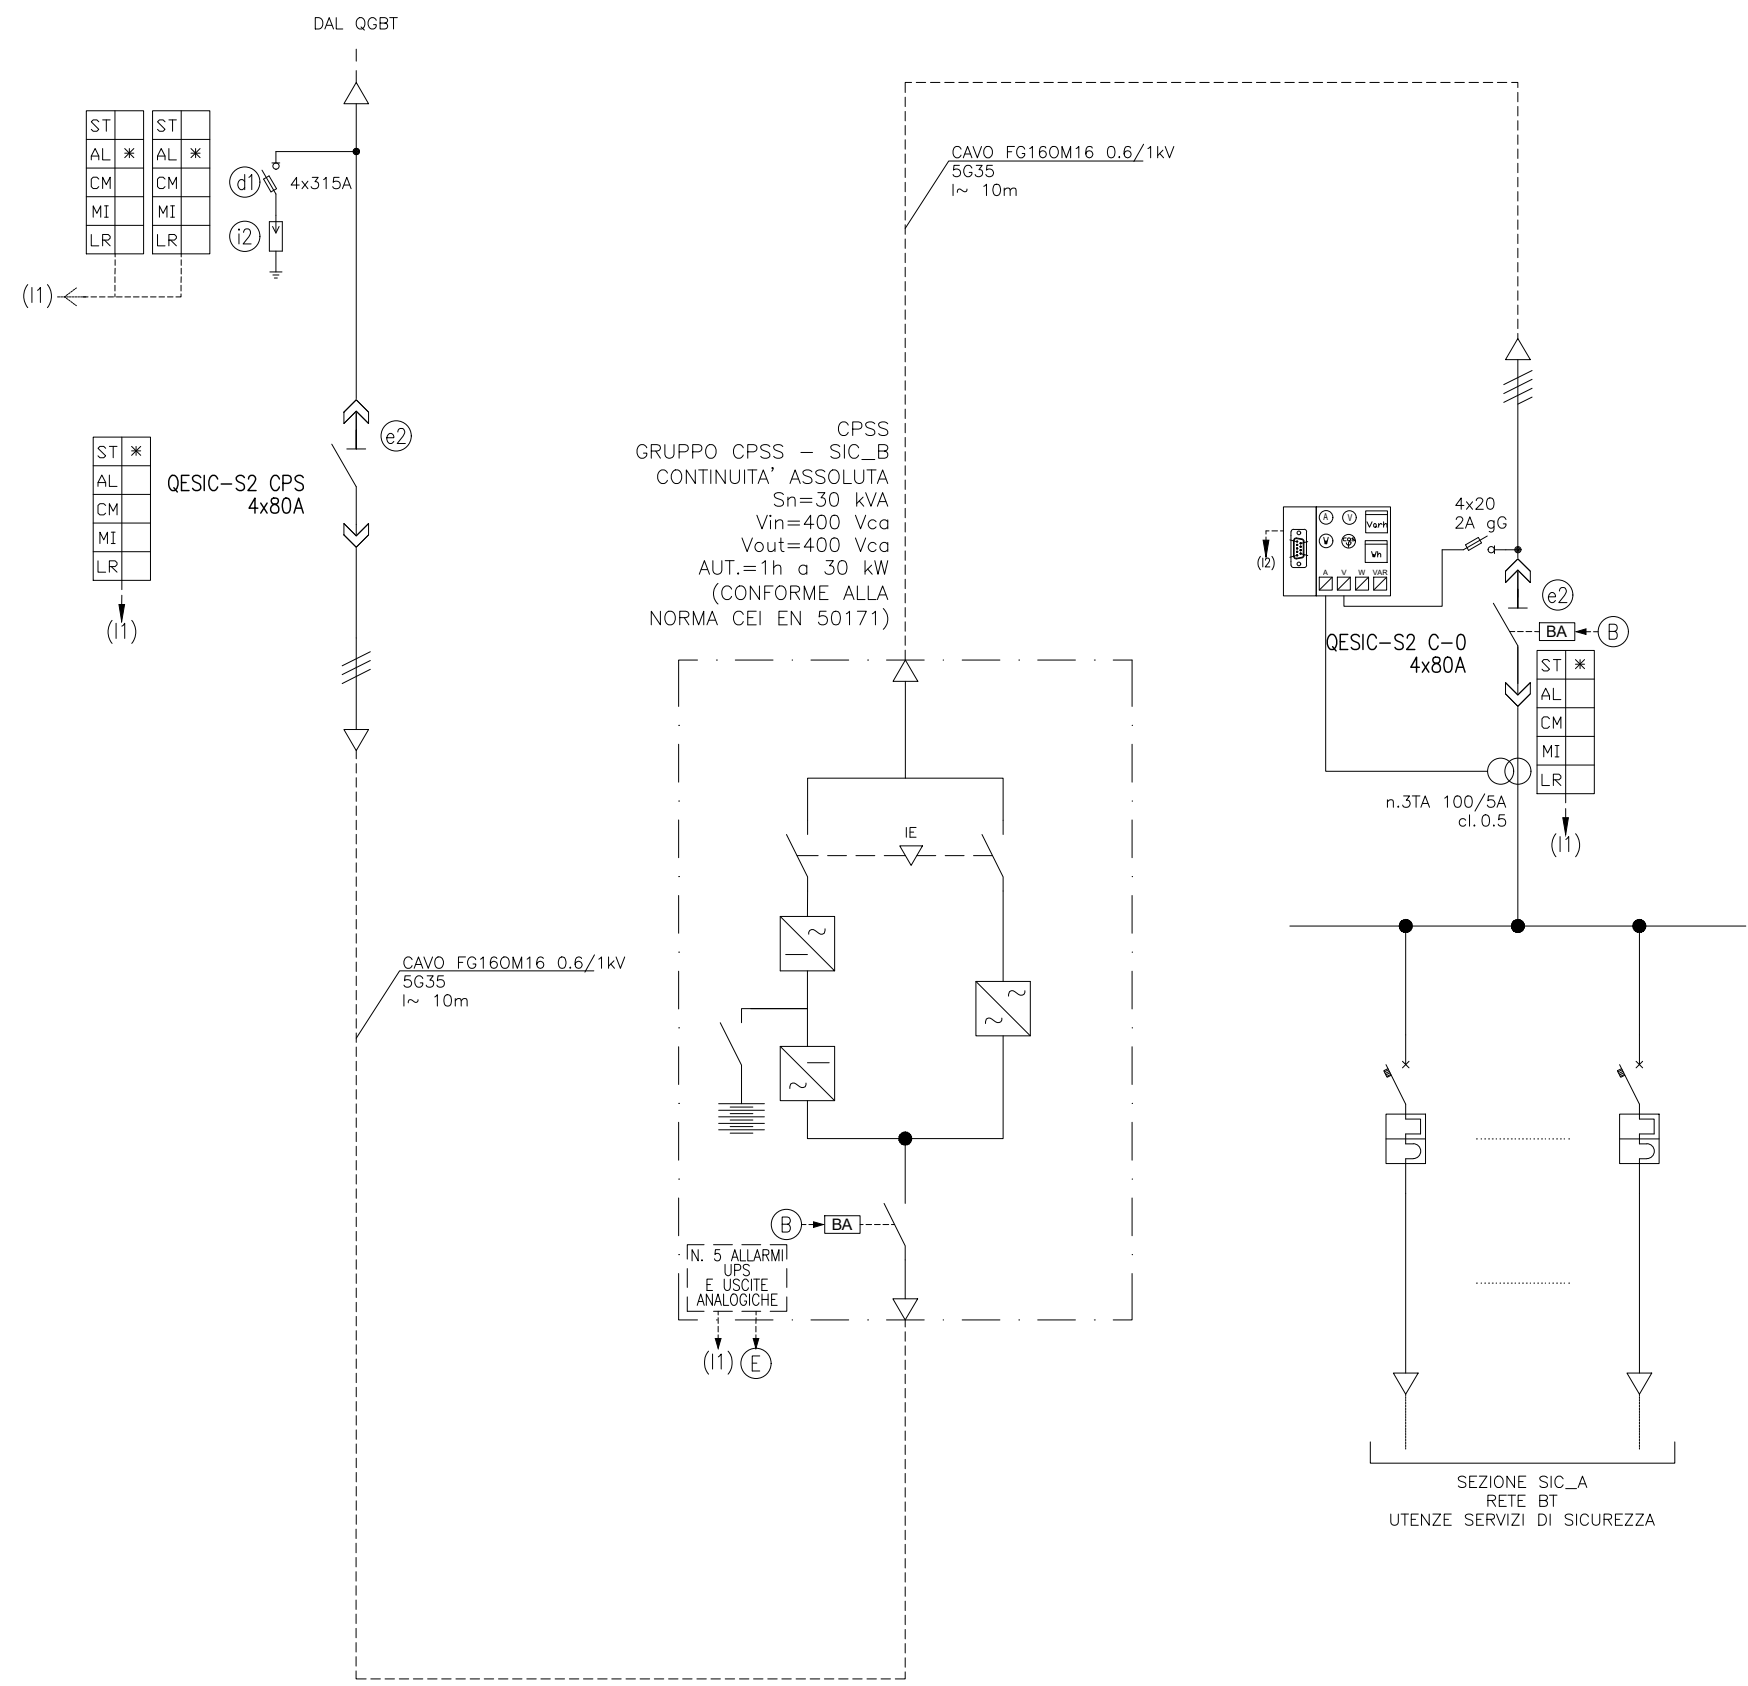 DAL QGBT
ST ST
AL * AL *
CM CM
MI MI
LR LR
(I1)
d1
4x315A
i2
e2
ST *
AL
CM
MI
LR
(I1)
QESIC-S2 CPS
4x80A
CAVO FG16OM16 0.6/1kV
5G35
l~ 10m
CPSS
GRUPPO CPSS - SIC_B
CONTINUITA' ASSOLUTA
Sn=30 kVA
Vin=400 Vca
Vout=400 Vca
AUT.=1h a 30 kW
(CONFORME ALLA
NORMA CEI EN 50171)
IE
B
BA
N. 5 ALLARMI
UPS
E USCITE
ANALOGICHE
(I1)
E
CAVO FG16OM16 0.6/1kV
5G35
l~ 10m
4x20
2A gG
(I2)
A V
Varh
W
Wh
A V W VAR
e2
BA
B
QESIC-S2 C-0
4x80A
ST *
AL
CM
MI
LR
(I1)
n.3TA 100/5A
cl.0.5
SEZIONE SIC_A
RETE BT
UTENZE SERVIZI DI SICUREZZA